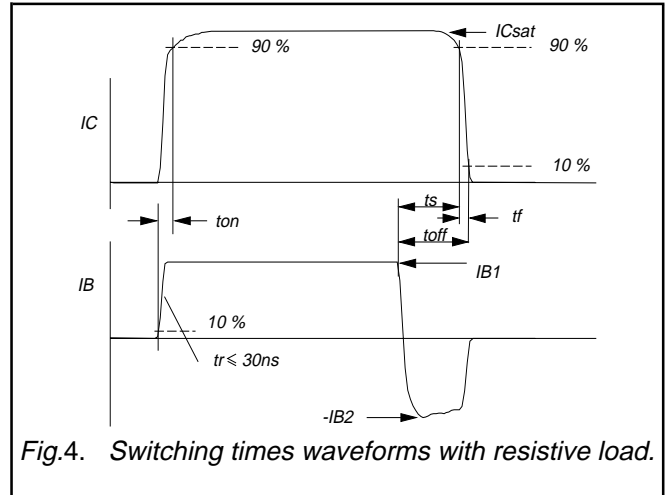 ICsat
90 %
90 %
IC
10 %
ts
ton
tf
toff
IB1
IB
10 %
tr ≤ 30ns
-IB2
Fig.4. Switching times waveforms with resistive load.